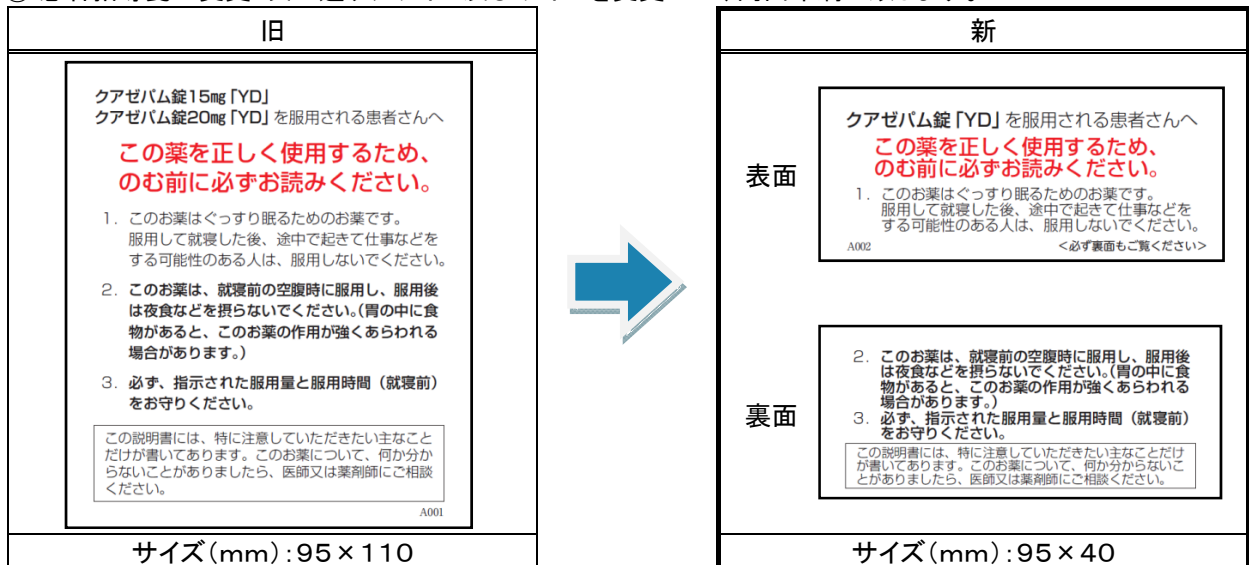 旧
クアゼパム錠15mg「YD」
クアゼパム錠20mg「YD」を服用される患者さんへ
この薬を正しく使用するため、
のむ前に必ずお読みください。
1. このお薬はぐっすり眠るためのお薬です。
服用して就寝した後、途中で起きて仕事などを
する可能性のある人は、服用しないでください。
2. このお薬は、就寝前の空腹時に服用し、服用後
は夜食などを摂らないでください。(胃の中に食
物があると、このお薬の作用が強くあらわれる
場合があります。)
3. 必ず、指示された服用量と服用時間（就寝前）
をお守りください。
この説明書には、特に注意していただきたい主なこと
だけが書いてあります。このお薬について、何か分か
らないことがありましたら、医師又は薬剤師にご相談
ください。
A001
サイズ(mm):95×110
新
表面
クアゼパム錠「YD」を服用される患者さんへ
この薬を正しく使用するため、
のむ前に必ずお読みください。
1. このお薬はぐっすり眠るためのお薬です。
服用して就寝した後、途中で起きて仕事などを
する可能性のある人は、服用しないでください。
A002 <必ず裏面もご覧ください>
裏面
2. このお薬は、就寝前の空腹時に服用し、服用後
は夜食などを摂らないでください。(胃の中に食
物があると、このお薬の作用が強くあらわれる
場合があります。)
3. 必ず、指示された服用量と服用時間（就寝前）
をお守りください。
この説明書には、特に注意していただきたい主なことだけ
が書いてあります。このお薬について、何か分からないこ
とがありましたら、医師又は薬剤師にご相談ください。
サイズ(mm):95×40